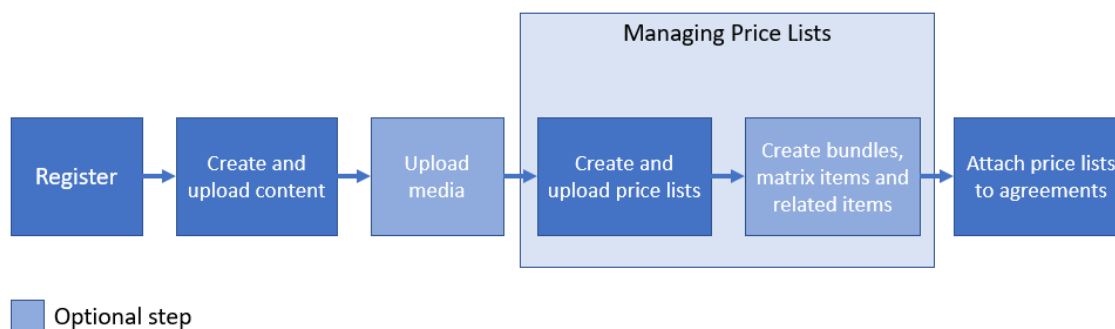 Managing Price Lists
Register
Create and
upload content
Upload
media
Create and
upload price lists
Create bundles,
matrix items and
related items
Attach price lists
to agreements
Optional step